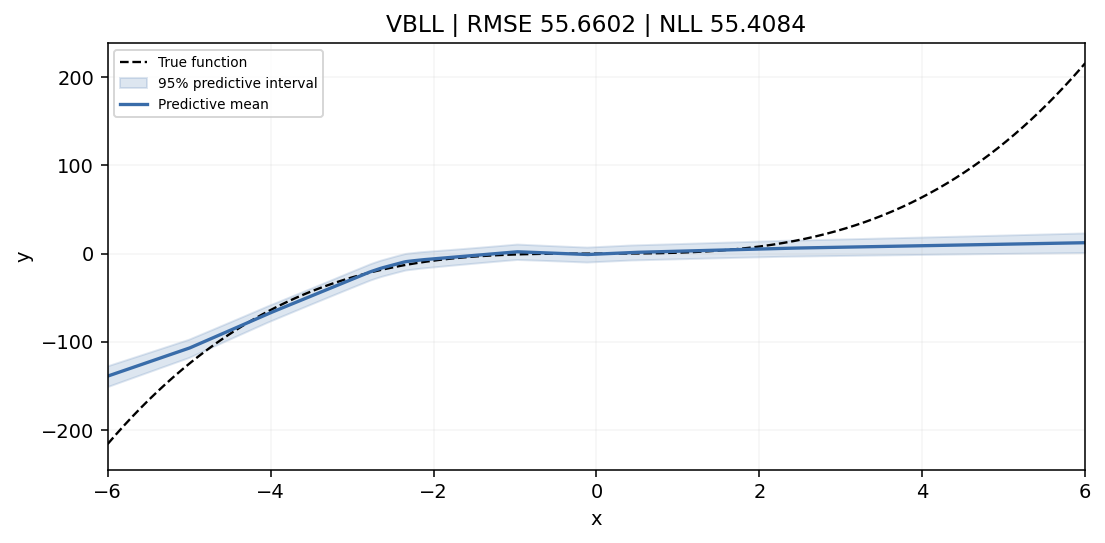 VBLL | RMSE 55.6602 | NLL 55.4084
True function
95% predictive interval
Predictive mean
200
100
0
−100
−200
y
−6 −4 −2 0 2 4 6
x